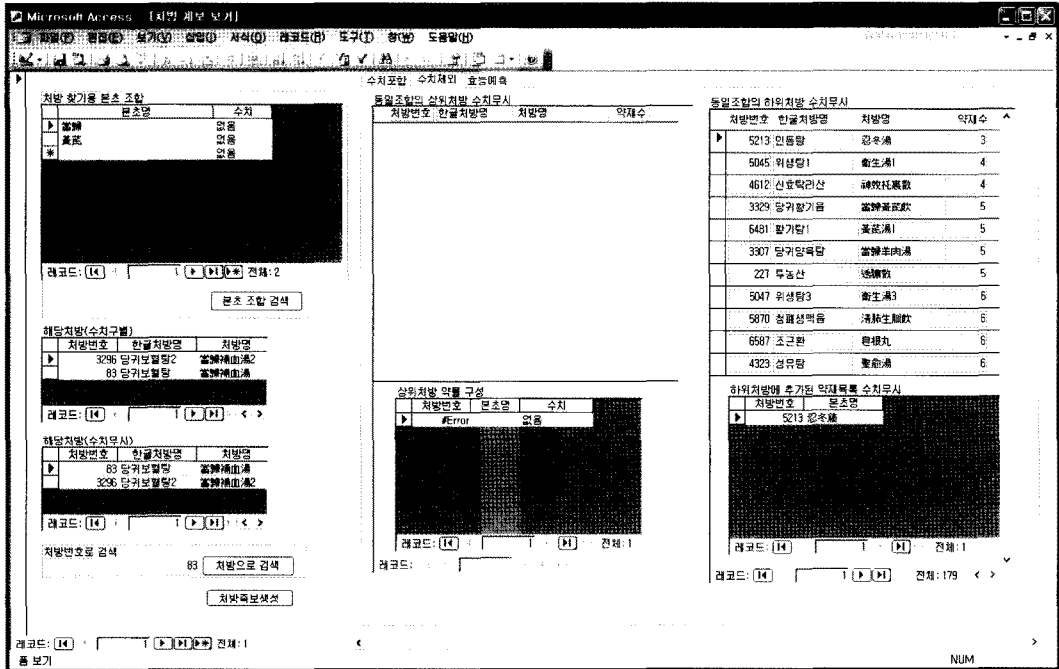 Microsoft Access - [처방 계보 보기]
파일(F) 편집(E) 보기(V) 삽입(I) 서식(O) 레코드(R) 도구(T) 창(W) 도움말(H)
수치포함 수치제외 효능예측
처방 찾기용 본초 조합
본초명 수치
當歸 없음
黃芪 없음
없음
레코드: 1 전체: 2
본초 조합 검색
해당처방(수치구별)
처방번호 한글처방명 처방명
3296 당귀보혈탕2 當歸補血湯2
83 당귀보혈탕 當歸補血湯
레코드: 1
해당처방(수치무시)
처방번호 한글처방명 처방명
83 당귀보혈탕 當歸補血湯
3296 당귀보혈탕2 當歸補血湯2
레코드: 1
처방번호로 검색
83 처방으로 검색
처방족보생성
레코드: 1 전체: 1
폼 보기
동일조합의 상위처방 수치무시
처방번호 한글처방명 처방명 약재수
상위처방 약물 구성
처방번호 본초명 수치
#Error 없음
레코드: 1 전체: 1
레코드:
동일조합의 하위처방 수치무시
처방번호 한글처방명 처방명 약재수
5213 인동탕 忍冬湯 3
5045 위생탕1 衛生湯1 4
4612 신효탁리산 神效托裏散 4
3329 당귀황기음 當歸黃芪飮 5
6481 황기탕1 黃芪湯1 5
3307 당귀양육탕 當歸羊肉湯 5
227 투농산 透膿散 5
5047 위생탕3 衛生湯3 6
5870 청폐생맥음 淸肺生脈飮 6
6587 조근환 皂根丸 6
4323 성유탕 聖愈湯 6
하위처방에 추가된 약재목록 수치무시
처방번호 본초명
5213 忍冬藤
레코드: 1 전체: 1
레코드: 1 전체: 179
NUM